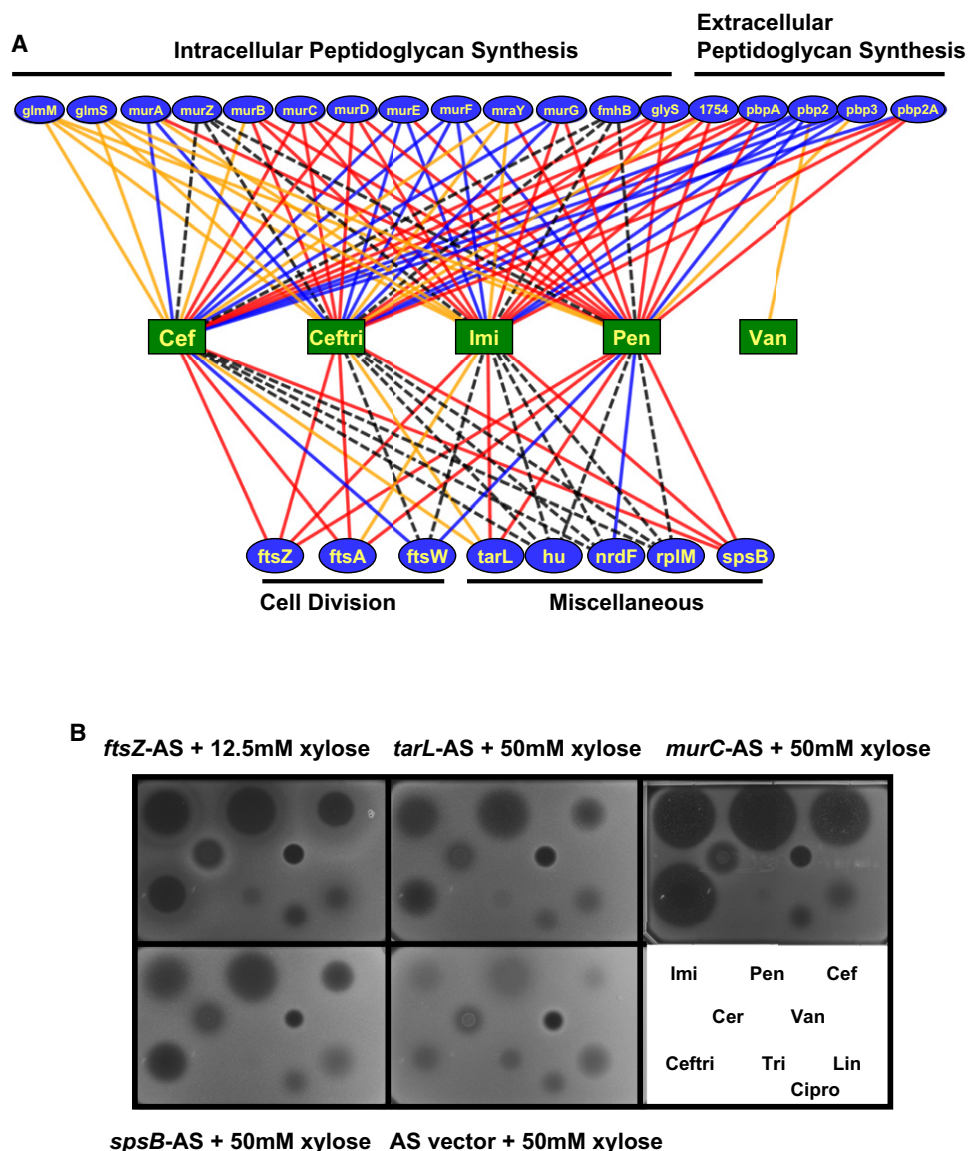 A
Intracellular Peptidoglycan Synthesis
Extracellular
Peptidoglycan Synthesis
glmM glmS murA murZ murB murC murD murE murF mraY murG fmhB glyS 1754 pbpA pbp2 pbp3 pbp2A
Cef Ceftri Imi Pen Van
ftsZ ftsA ftsW tarL hu nrdF rplM spsB
Cell Division Miscellaneous
B
ftsZ-AS + 12.5mM xylose tarL-AS + 50mM xylose murC-AS + 50mM xylose
Imi Pen Cef
Cer Van
Ceftri Tri Lin
Cipro
spsB-AS + 50mM xylose AS vector + 50mM xylose